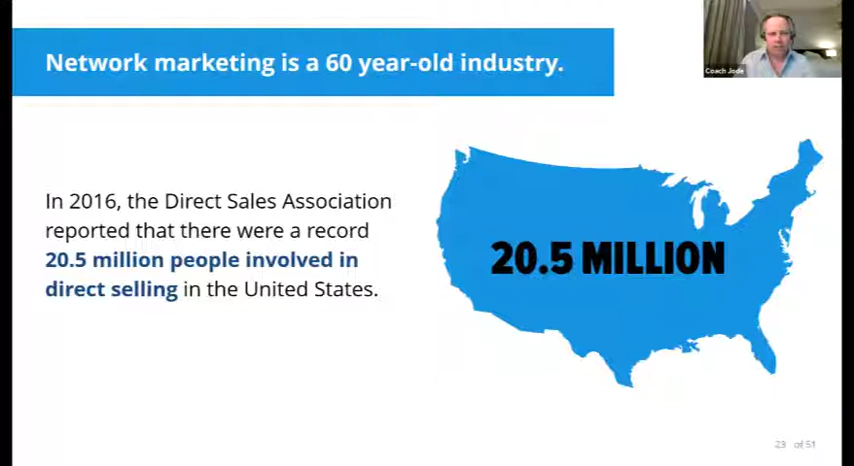 Network marketing is a 60 year-old industry.
Coach Jode
In 2016, the Direct Sales Association
reported that there were a record
20.5 million people involved in
direct selling in the United States.
20.5 MILLION
23 of 51